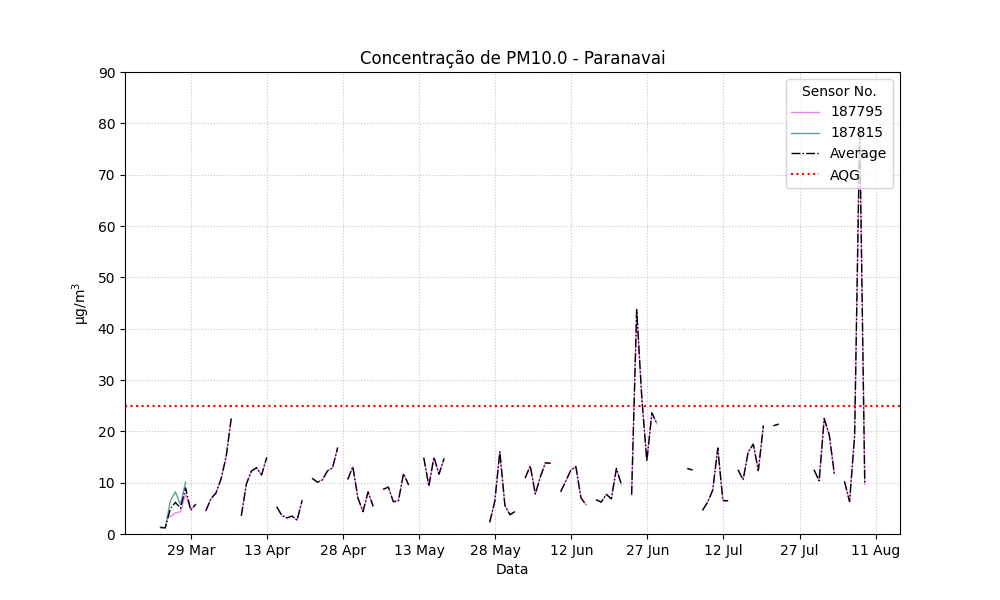 Concentração de PM10.0 - Paranavai
90
80
70
60
50
40
30
20
10
0
µg/m³
Sensor No.
187795
187815
Average
AQG
29 Mar
13 Apr
28 Apr
13 May
28 May
12 Jun
27 Jun
12 Jul
27 Jul
11 Aug
Data